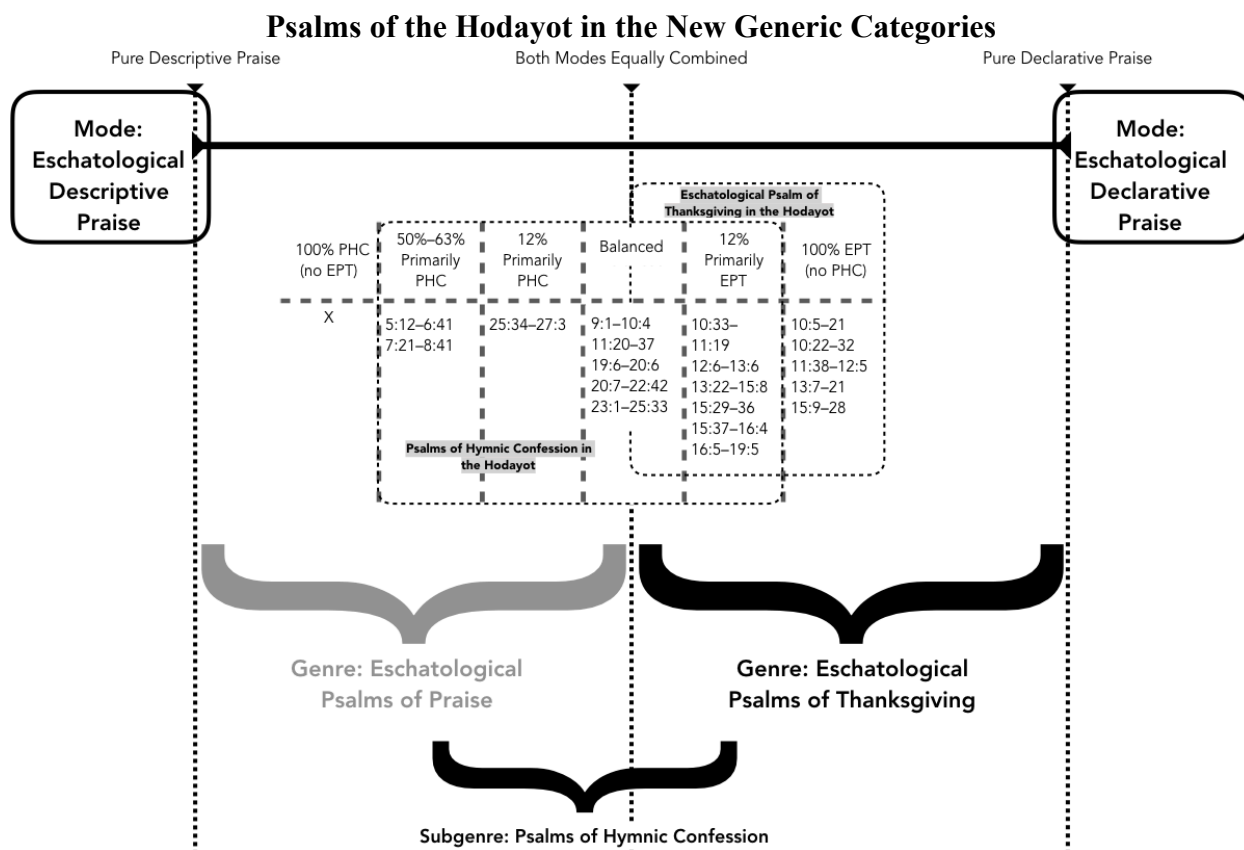 Psalms of the Hodayot in the New Generic Categories
Pure Descriptive Praise
Both Modes Equally Combined
Pure Declarative Praise
Mode:
Eschatological
Descriptive
Praise
Mode:
Eschatological
Declarative
Praise
Eschatological Psalm of
Thanksgiving in the Hodayot
100% PHC
(no EPT)
50%–63%
Primarily
PHC
12%
Primarily
PHC
Balanced
12%
Primarily
EPT
100% EPT
(no PHC)
X
5:12–6:41
7:21–8:41
25:34–27:3
9:1–10:4
11:20–37
19:6–20:6
20:7–22:42
23:1–25:33
10:33–
11:19
12:6–13:6
13:22–15:8
15:29–36
15:37–16:4
16:5–19:5
10:5–21
10:22–32
11:38–12:5
13:7–21
15:9–28
Psalms of Hymnic Confession in
the Hodayot
Genre: Eschatological
Psalms of Praise
Genre: Eschatological
Psalms of Thanksgiving
Subgenre: Psalms of Hymnic Confession